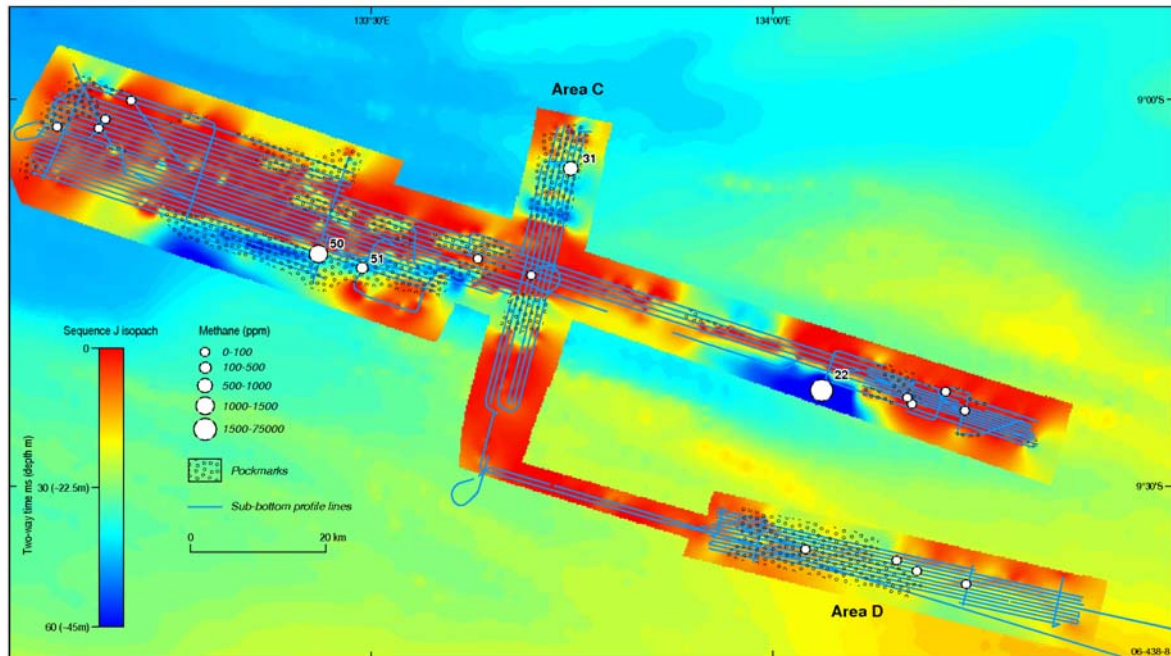 133°30'E
134°00'E
Area C
9°00'S
31
50
51
Sequence J isopach
0
30 (~22.5m)
60 (~45m)
Two-way time ms (depth m)
Methane (ppm)
0-100
100-500
500-1000
1000-1500
1500-75000
Pockmarks
Sub-bottom profile lines
0
20 km
22
9°30'S
Area D
06-438-8